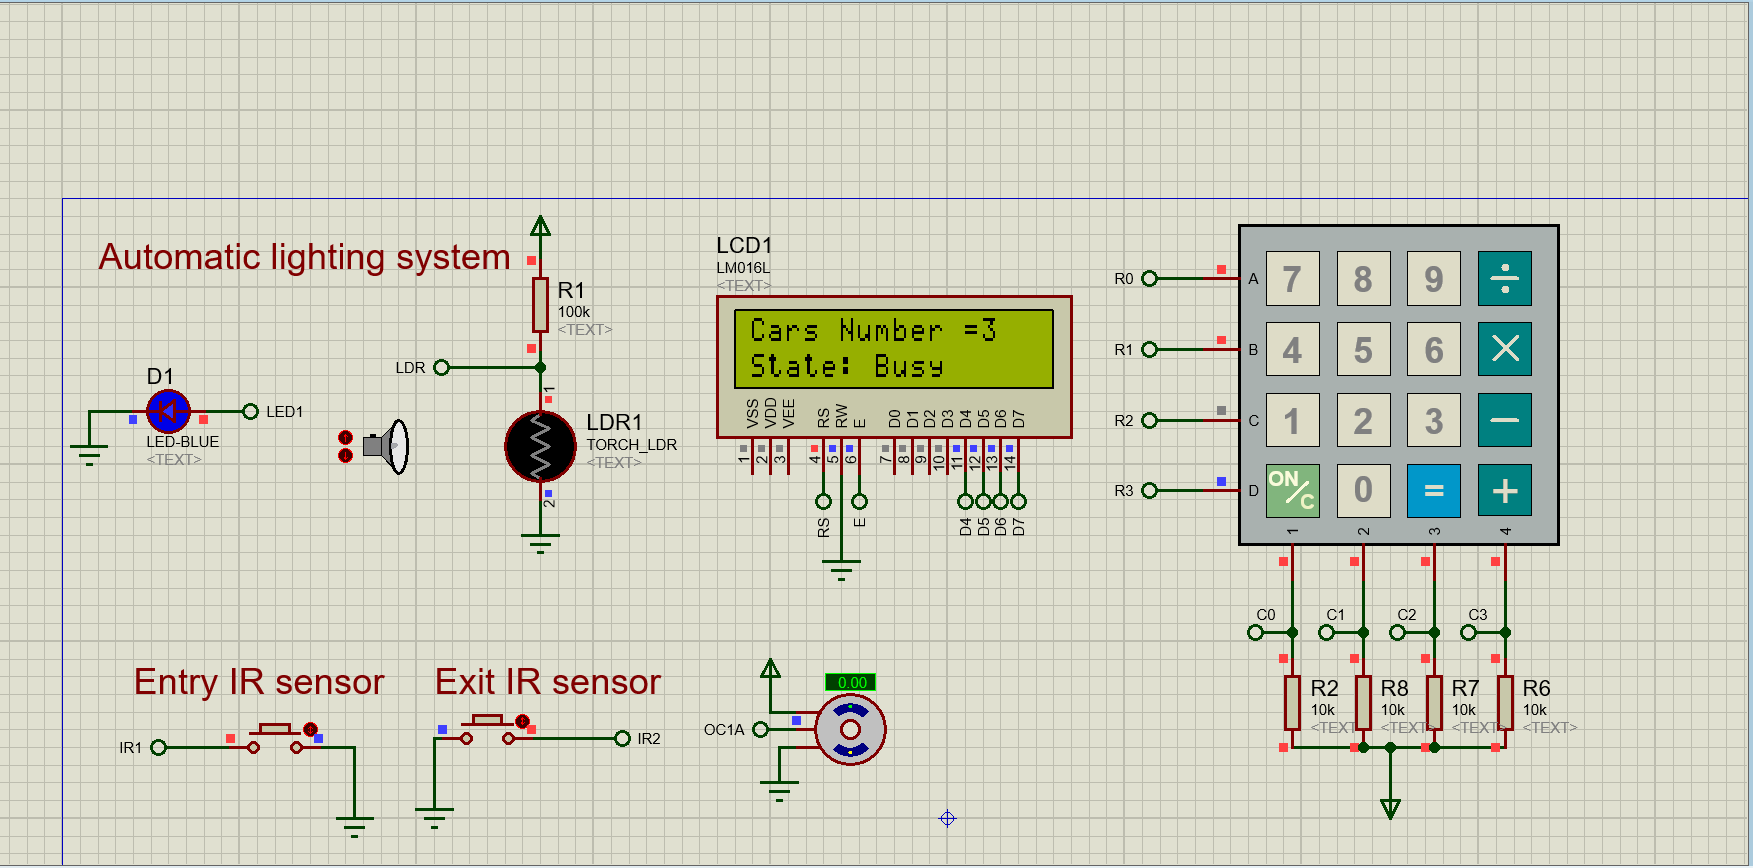 Automatic lighting system
R1
100k
<TEXT>
LDR
1
D1
LED1
LED-BLUE
<TEXT>
LDR1
TORCH_LDR
<TEXT>
2
LCD1
LM016L
<TEXT>
Cars Number =3
State: Busy
VSS VDD VEE RS RW E D0 D1 D2 D3 D4 D5 D6 D7
1 2 3 4 5 6 7 8 9 10 11 12 13 14
RS E D4 D5 D6 D7
R0 A 7 8 9 ÷
R1 B 4 5 6 ×
R2 C 1 2 3 −
R3 D ON/C 0 = +
1 2 3 4
C0 C1 C2 C3
R2 R8 R7 R6
10k 10k 10k 10k
<TEXT <TEXT> <TEXT> <TEXT>
Entry IR sensor
IR1
Exit IR sensor
IR2
0.00
OC1A